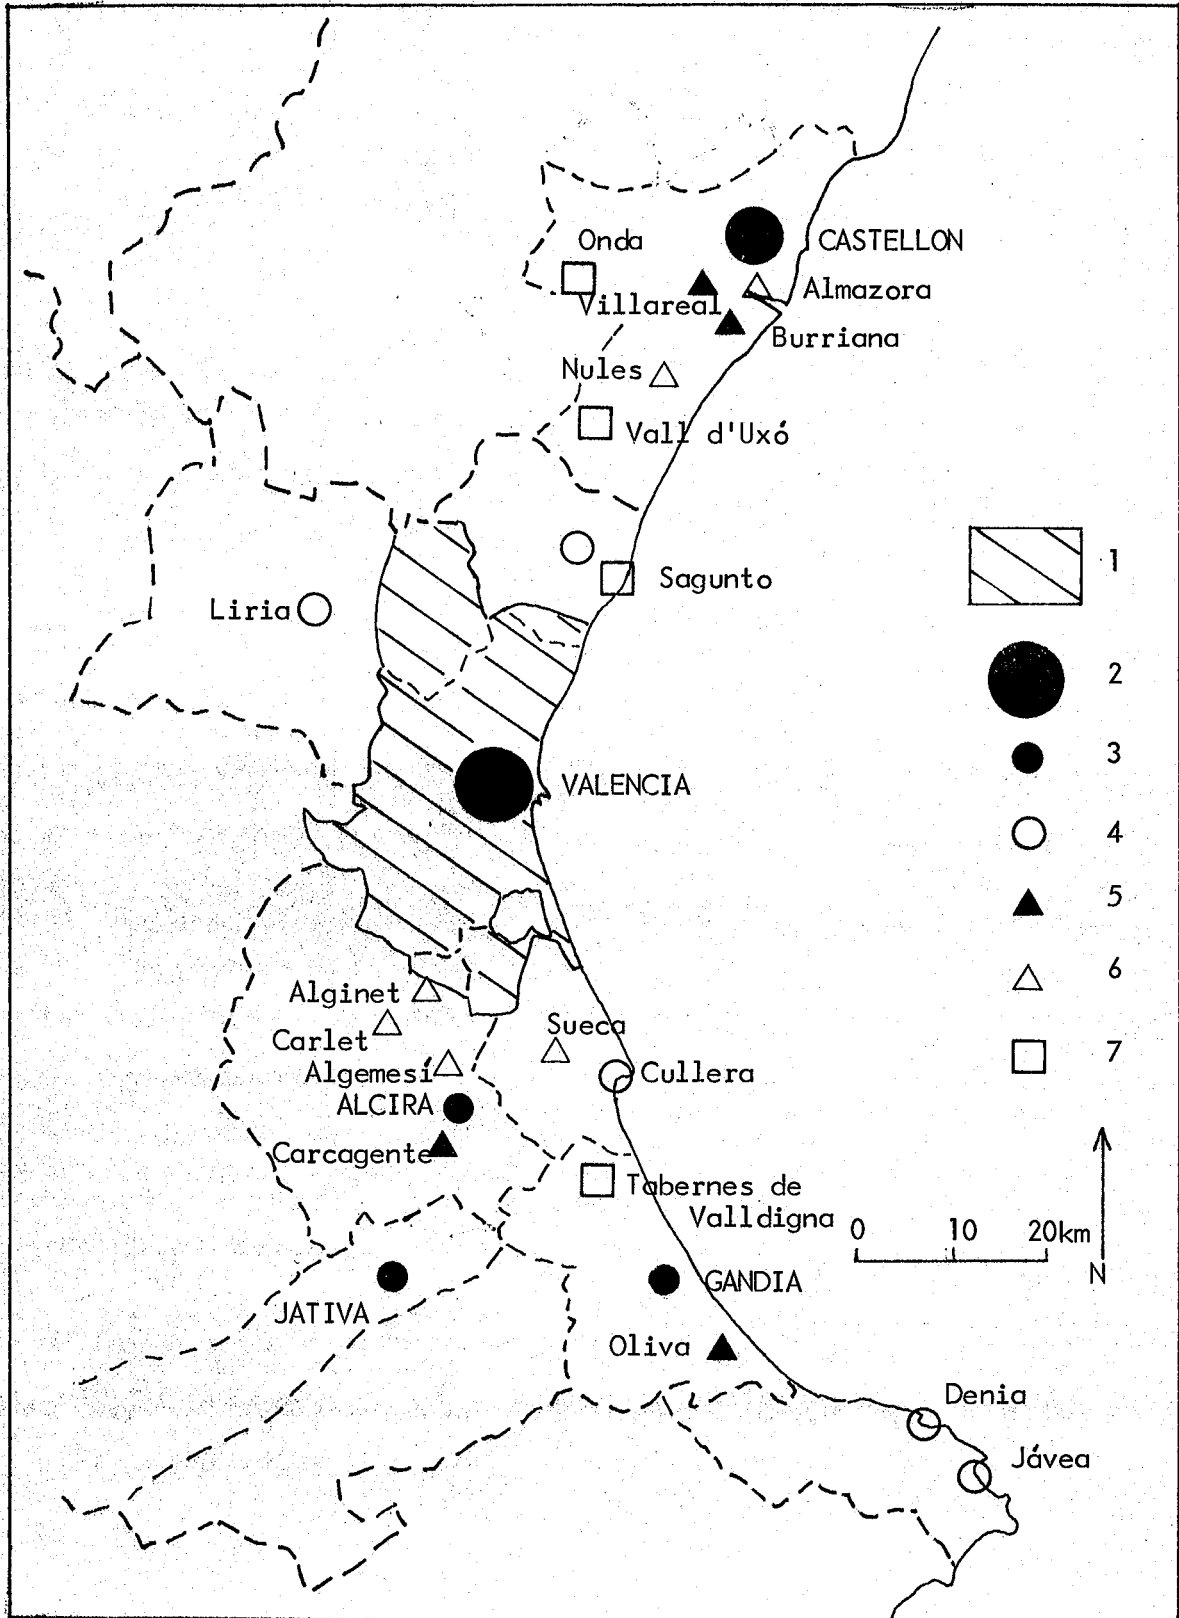 Onda
CASTELLON
Almazora
Villareal
Burriana
Nules
Vall d'Uxó
1
Sagunto
Liria
2
3
VALENCIA
4
5
6
Alginet
Sueca
Carlet
7
Algemesí
Cullera
ALCIRA
Carcagente
Tabernes de
Valldigna
0 10 20km
N
GANDIA
JATIVA
Oliva
Denia
Jávea